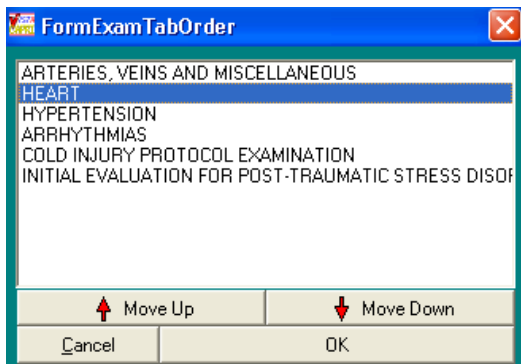 FormExamTabOrder
ARTERIES, VEINS AND MISCELLANEOUS
HEART
HYPERTENSION
ARRHYTHMIAS
COLD INJURY PROTOCOL EXAMINATION
INITIAL EVALUATION FOR POST-TRAUMATIC STRESS DISOR
Move Up
Move Down
Cancel
OK